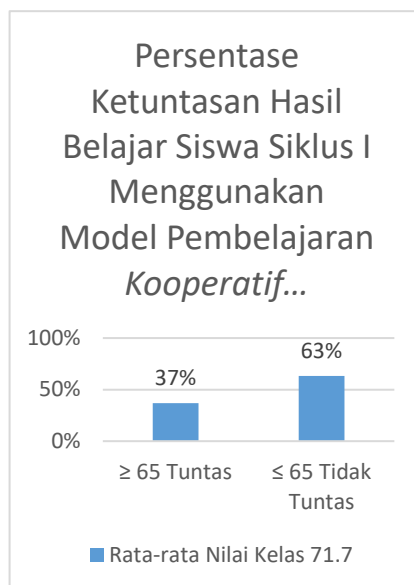 Persentase
Ketuntasan Hasil
Belajar Siswa Siklus I
Menggunakan
Model Pembelajaran
Kooperatif…
100%
50%
0%
37%
63%
≥ 65 Tuntas
≤ 65 Tidak
Tuntas
Rata-rata Nilai Kelas 71.7